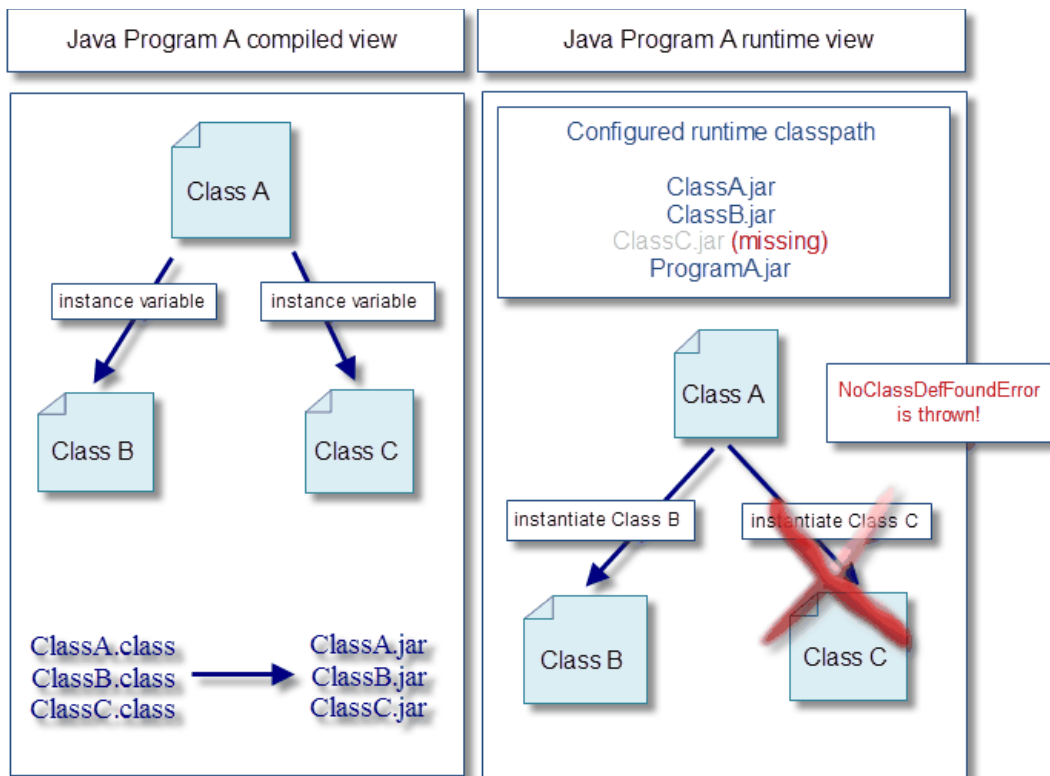 Java Program A compiled view
Class A
instance variable
instance variable
Class B
Class C
ClassA.class
ClassB.class
ClassC.class
ClassA.jar
ClassB.jar
ClassC.jar
Java Program A runtime view
Configured runtime classpath
ClassA.jar
ClassB.jar
ClassC.jar (missing)
ProgramA.jar
Class A
NoClassDefFoundError
is thrown!
instantiate Class B
instantiate Class C
Class B
Class C